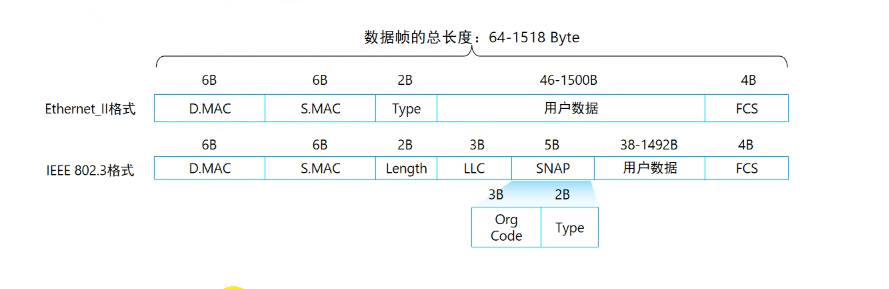 数据帧的总长度：64-1518 Byte
6B 6B 2B 46-1500B 4B
Ethernet_II格式 D.MAC S.MAC Type 用户数据 FCS
6B 6B 2B 3B 5B 38-1492B 4B
IEEE 802.3格式 D.MAC S.MAC Length LLC SNAP 用户数据 FCS
3B 2B
Org Code Type